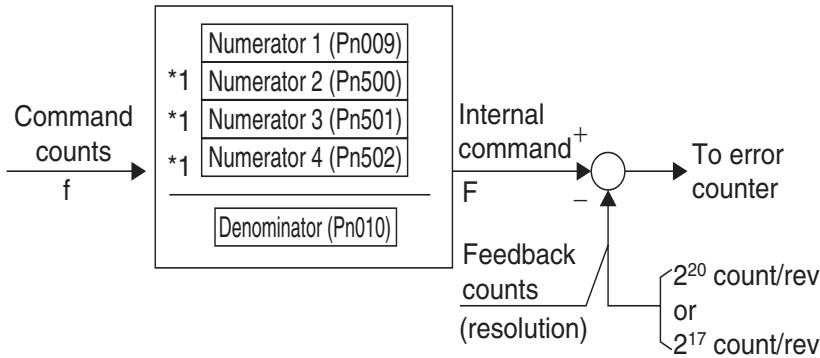 Numerator 1 (Pn009)
*1 Numerator 2 (Pn500)
*1 Numerator 3 (Pn501)
*1 Numerator 4 (Pn502)
Denominator (Pn010)
Command
counts
f
Internal
command
F
+
−
To error
counter
Feedback
counts
(resolution)
2²⁰ count/rev
or
2¹⁷ count/rev